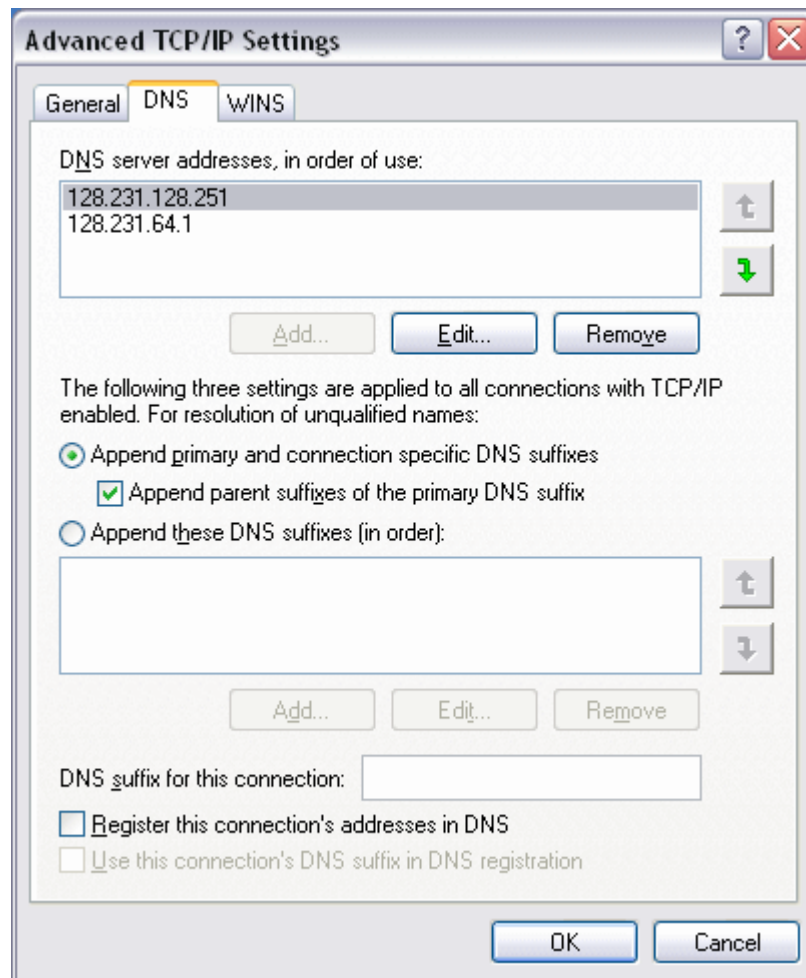 Advanced TCP/IP Settings
General DNS WINS
DNS server addresses, in order of use:
128.231.128.251
128.231.64.1
Add... Edit... Remove
The following three settings are applied to all connections with TCP/IP
enabled. For resolution of unqualified names:
Append primary and connection specific DNS suffixes
Append parent suffixes of the primary DNS suffix
Append these DNS suffixes (in order):
Add... Edit... Remove
DNS suffix for this connection:
Register this connection's addresses in DNS
Use this connection's DNS suffix in DNS registration
OK Cancel